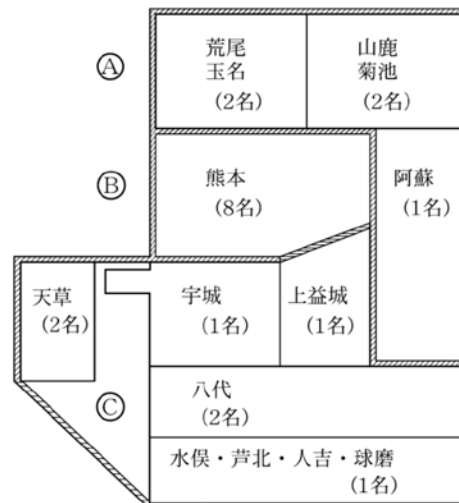 Ⓐ
荒尾
玉名
(2名)
山鹿
菊池
(2名)
Ⓑ
熊本
(8名)
阿蘇
(1名)
天草
(2名)
宇城
(1名)
上益城
(1名)
Ⓒ
八代
(2名)
水俣・芦北・人吉・球磨
(1名)